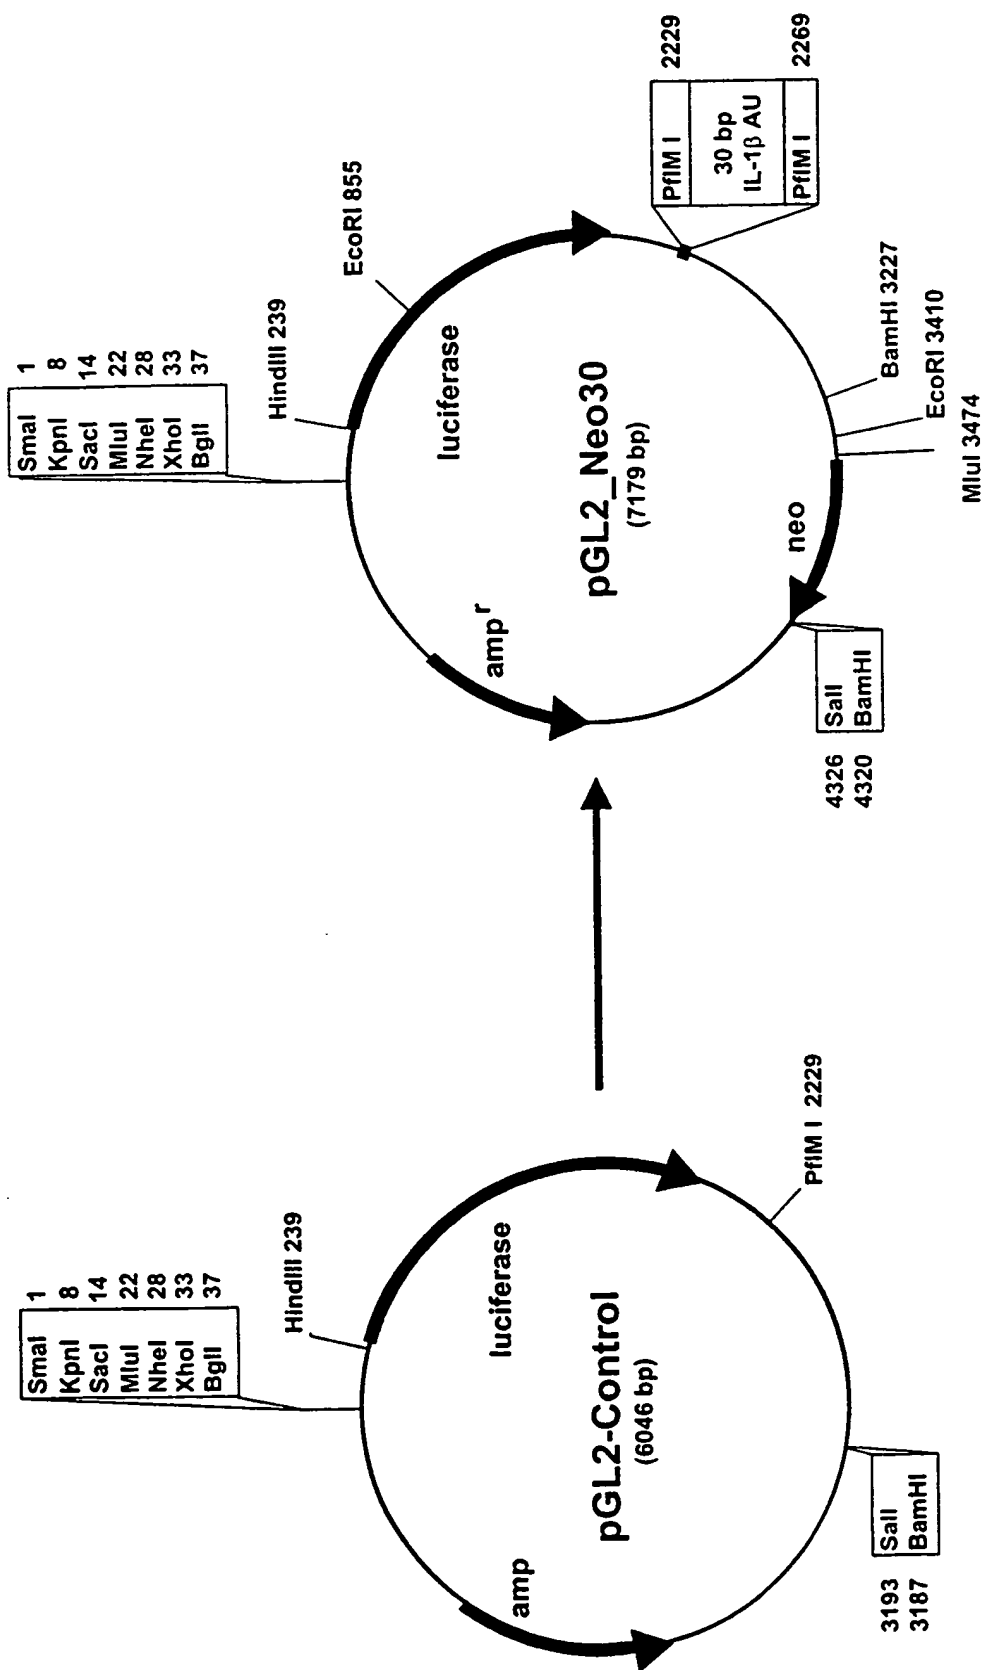 SmaI 1
KpnI 8
SacI 14
MluI 22
NheI 28
XhoI 33
BglI 37
HindIII 239
luciferase
amp
pGL2-Control
(6046 bp)
PflM I 2229
3193 SalI
3187 BamHI
SmaI 1
KpnI 8
SacI 14
MluI 22
NheI 28
XhoI 33
BglI 37
HindIII 239
EcoRI 855
luciferase
amp r
pGL2_Neo30
(7179 bp)
PflM I 2229
30 bp
IL-1β AU
PflM I 2269
neo
BamHI 3227
EcoRI 3410
MluI 3474
4326 SalI
4320 BamHI